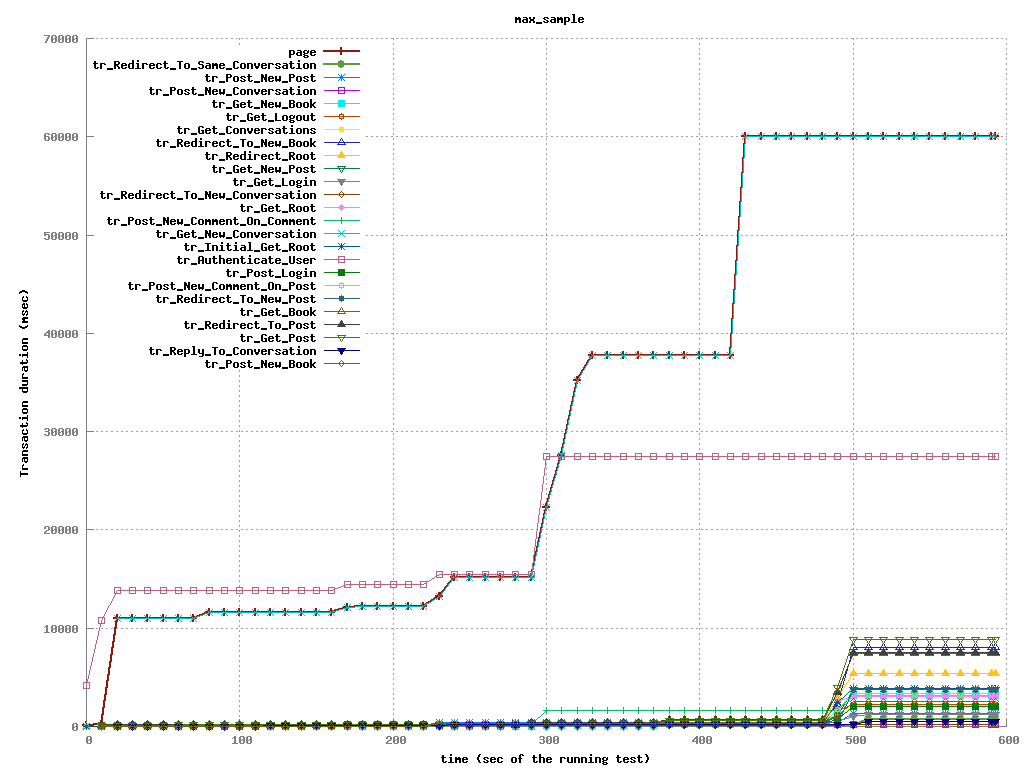 max_sample
70000
60000
50000
40000
30000
20000
10000
0
Transaction duration (msec)
page
tr_Redirect_To_Same_Conversation
tr_Post_New_Post
tr_Post_New_Conversation
tr_Get_New_Book
tr_Get_Logout
tr_Get_Conversations
tr_Redirect_To_New_Book
tr_Redirect_Root
tr_Get_New_Post
tr_Get_Login
tr_Redirect_To_New_Conversation
tr_Get_Root
tr_Post_New_Comment_On_Comment
tr_Get_New_Conversation
tr_Initial_Get_Root
tr_Authenticate_User
tr_Post_Login
tr_Post_New_Comment_On_Post
tr_Redirect_To_New_Post
tr_Get_Book
tr_Redirect_To_Post
tr_Get_Post
tr_Reply_To_Conversation
tr_Post_New_Book
0 100 200 300 400 500 600
time (sec of the running test)